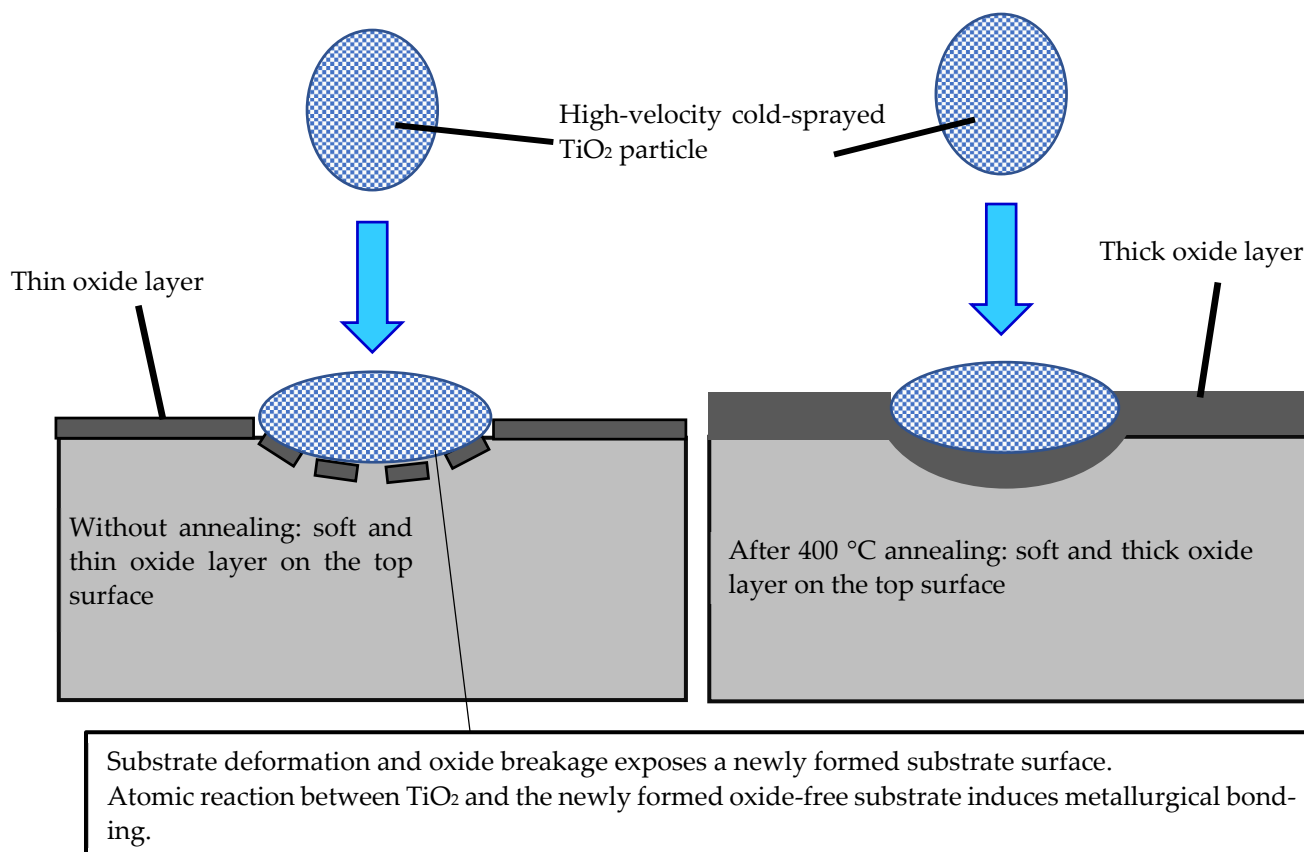 High-velocity cold-sprayed
TiO₂ particle
Thin oxide layer
Thick oxide layer
Without annealing: soft and
thin oxide layer on the top
surface
After 400 °C annealing: soft and thick oxide
layer on the top surface
Substrate deformation and oxide breakage exposes a newly formed substrate surface.
Atomic reaction between TiO₂ and the newly formed oxide-free substrate induces metallurgical bond-
ing.